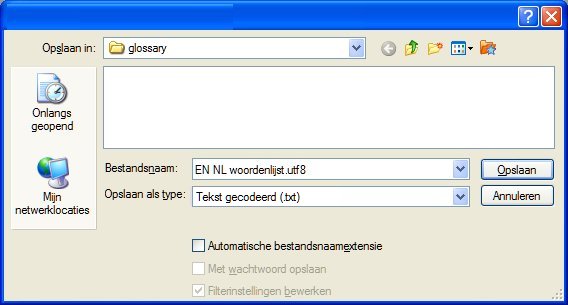 Opslaan in:
glossary
Onlangs
geopend
Mijn
netwerklocaties
Bestandsnaam:
EN NL woordenlijst.utf8
Opslaan
Opslaan als type:
Tekst gecodeerd (.txt)
Annuleren
Automatische bestandsnaamextensie
Met wachtwoord opslaan
Filterinstellingen bewerken